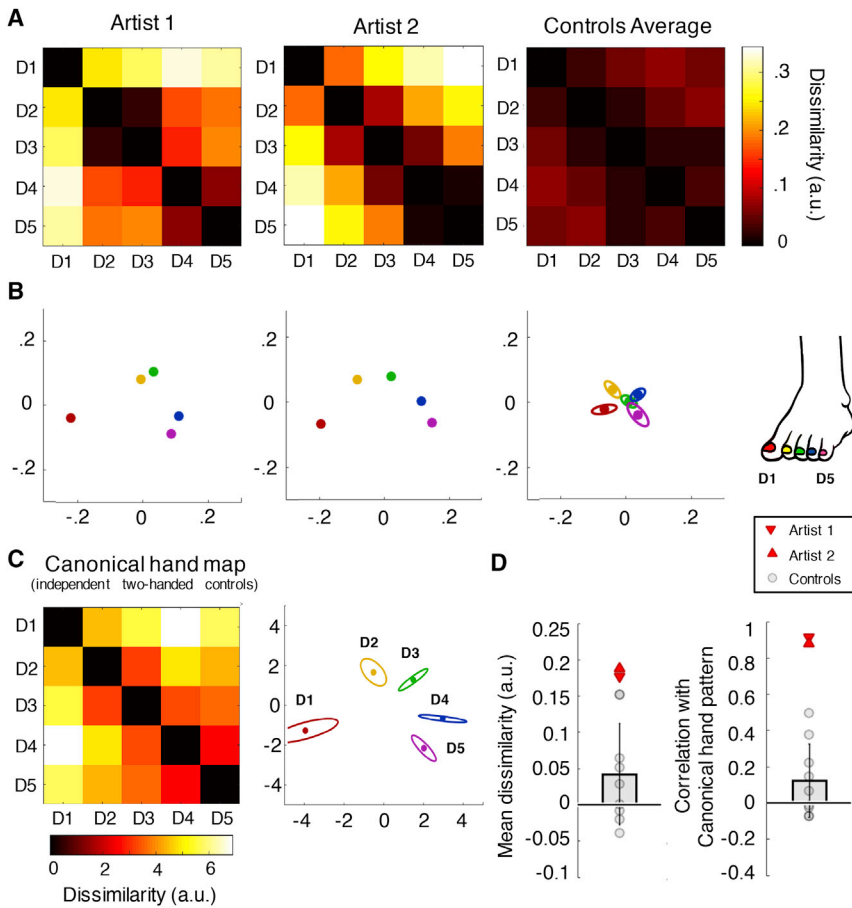 A
Artist 1
Artist 2
Controls Average
D1
D2
D3
D4
D5
D1 D2 D3 D4 D5
D1
D2
D3
D4
D5
D1 D2 D3 D4 D5
D1 D2 D3 D4 D5
.3
.2
.1
0
Dissimilarity (a.u.)
B
.2
0
-.2
-.2 0 .2
.2
0
-.2
-.2 0 .2
.2
0
-.2
-.2 0 .2
D1 D5
Artist 1
Artist 2
Controls
C
Canonical hand map
(independent two-handed controls)
D1
D2
D3
D4
D5
D1 D2 D3 D4 D5
0 2 4 6
Dissimilarity (a.u.)
4
2
0
-2
-4
-4 -2 0 2 4
D1
D2
D3
D4
D5
D
Mean dissimilarity (a.u.)
0.25
0.2
0.15
0.1
0.05
0
-0.05
-0.1
Correlation with
Canonical hand pattern
1
0.8
0.6
0.4
0.2
0
-0.2
-0.4